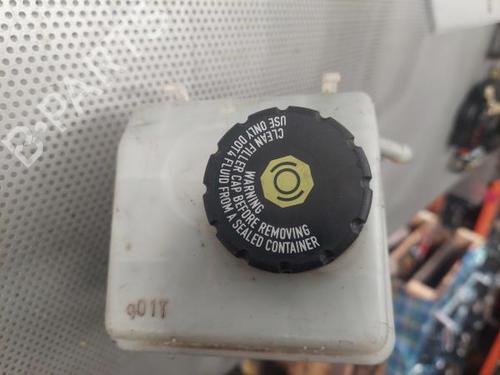 WARNING
CLEAN FILLER CAP BEFORE REMOVING
USE ONLY DOT4 FLUID FROM A SEALED CONTAINER
901T
B-PARTS